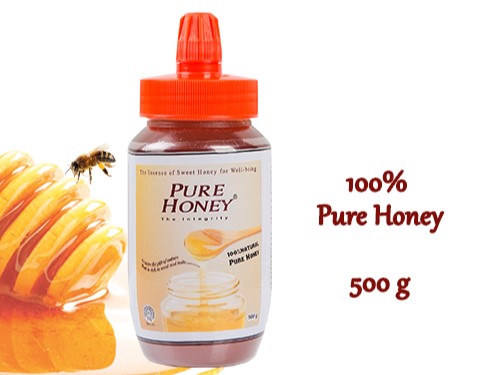 The Essence of Sweet Honey for Well-being
PURE
HONEY®
The Integrity
100% NATURAL
PURE HONEY
500 g
100%
Pure Honey
500 g